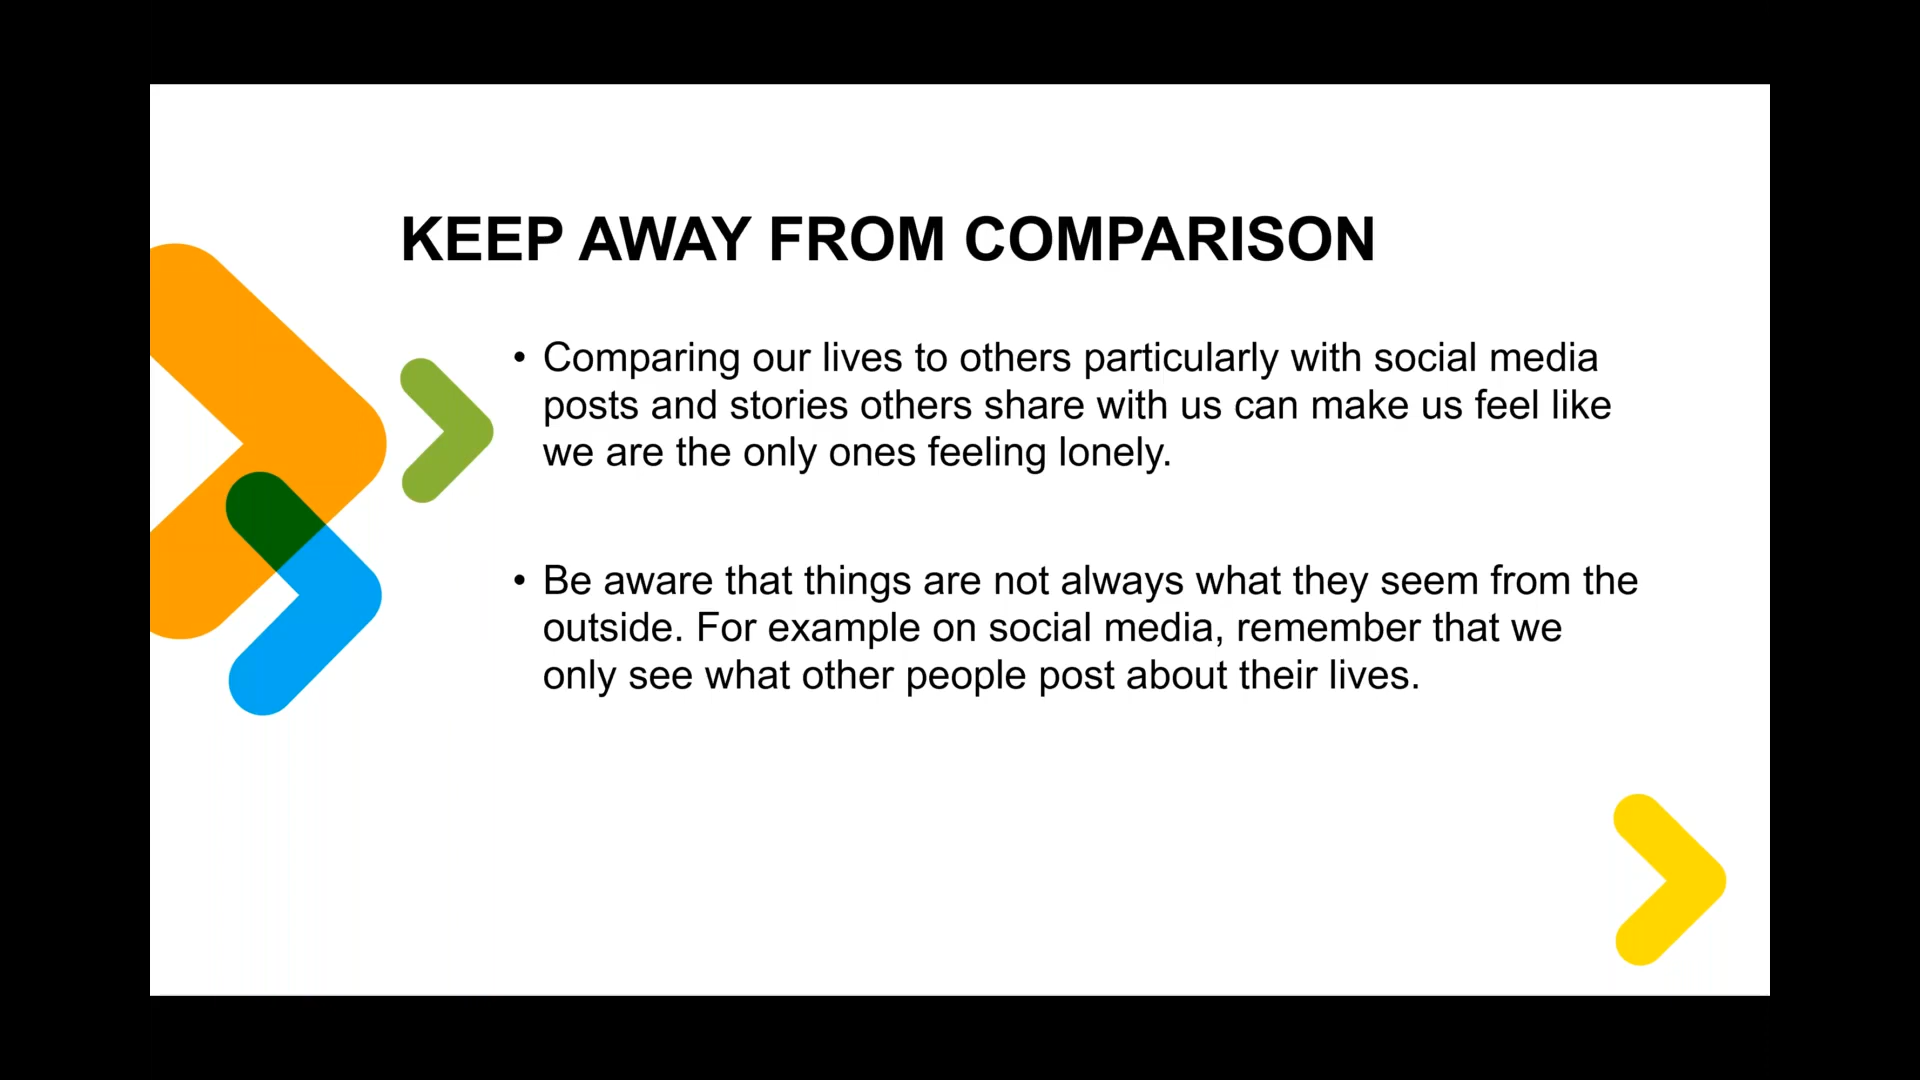 KEEP AWAY FROM COMPARISON
• Comparing our lives to others particularly with social media
posts and stories others share with us can make us feel like
we are the only ones feeling lonely.
• Be aware that things are not always what they seem from the
outside. For example on social media, remember that we
only see what other people post about their lives.